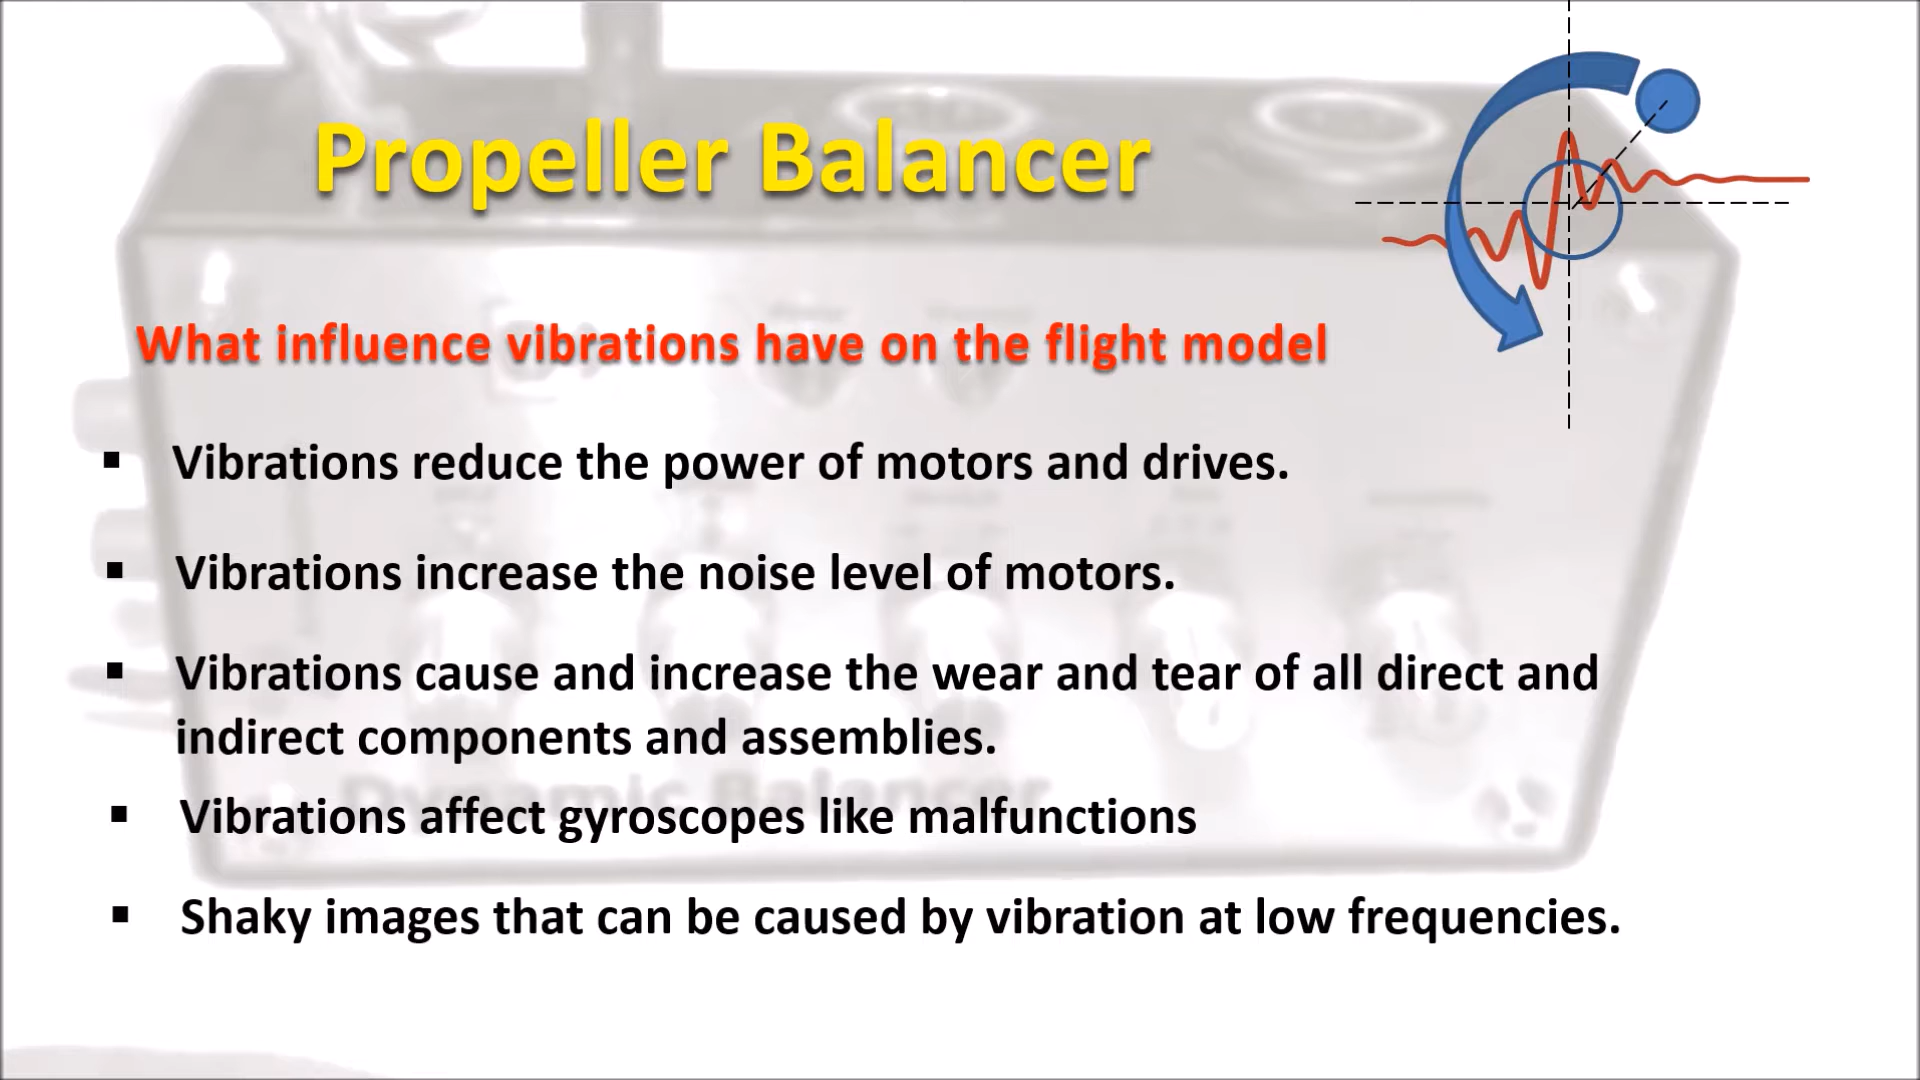 Propeller Balancer
What influence vibrations have on the flight model
▪ Vibrations reduce the power of motors and drives.
▪ Vibrations increase the noise level of motors.
▪ Vibrations cause and increase the wear and tear of all direct and
indirect components and assemblies.
Dynamic Balancer
▪ Vibrations affect gyroscopes like malfunctions
▪ Shaky images that can be caused by vibration at low frequencies.